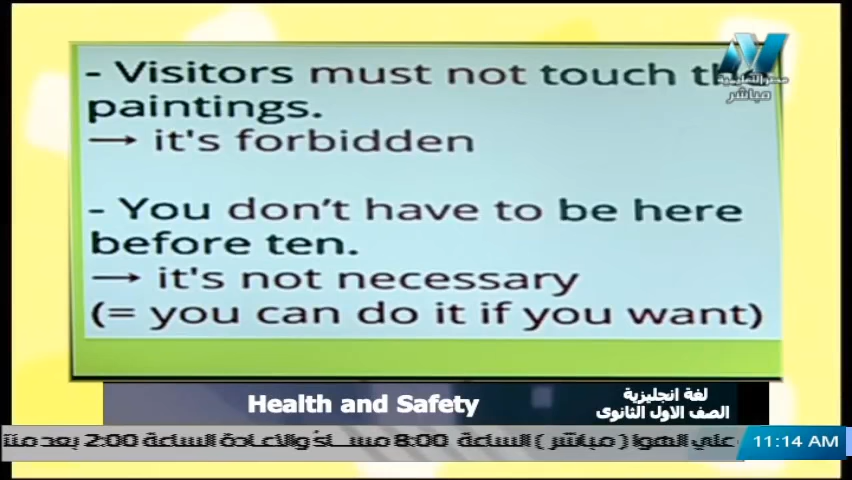 - Visitors must not touch the
paintings.
→ it's forbidden
- You don't have to be here
before ten.
→ it's not necessary
(= you can do it if you want)
مباشر
Health and Safety
لغة انجليزية
الصف الاول الثانوى
علي الهوا ( مباشر ) الساعة 8:00 مساءً والاعادة الساعة 2:00 بعد
11:14 AM